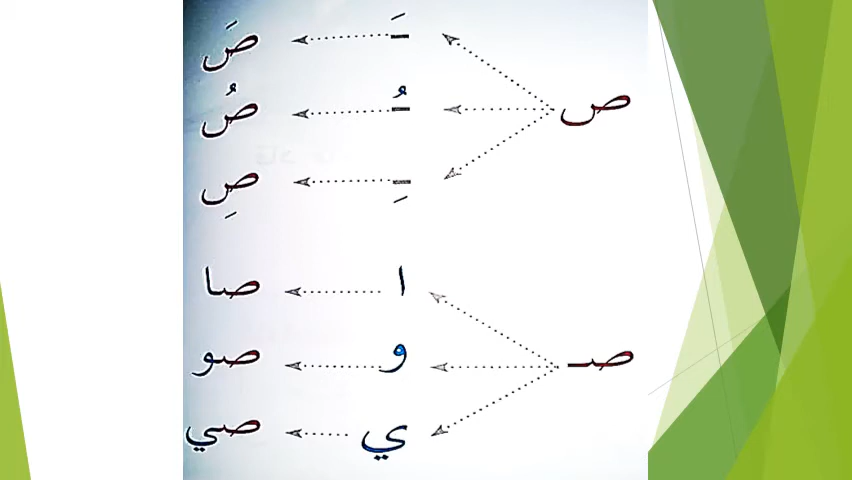 ص
ـَ صَ
ـُ صُ
ـِ صِ
صـ
ا صا
و صو
ي صي